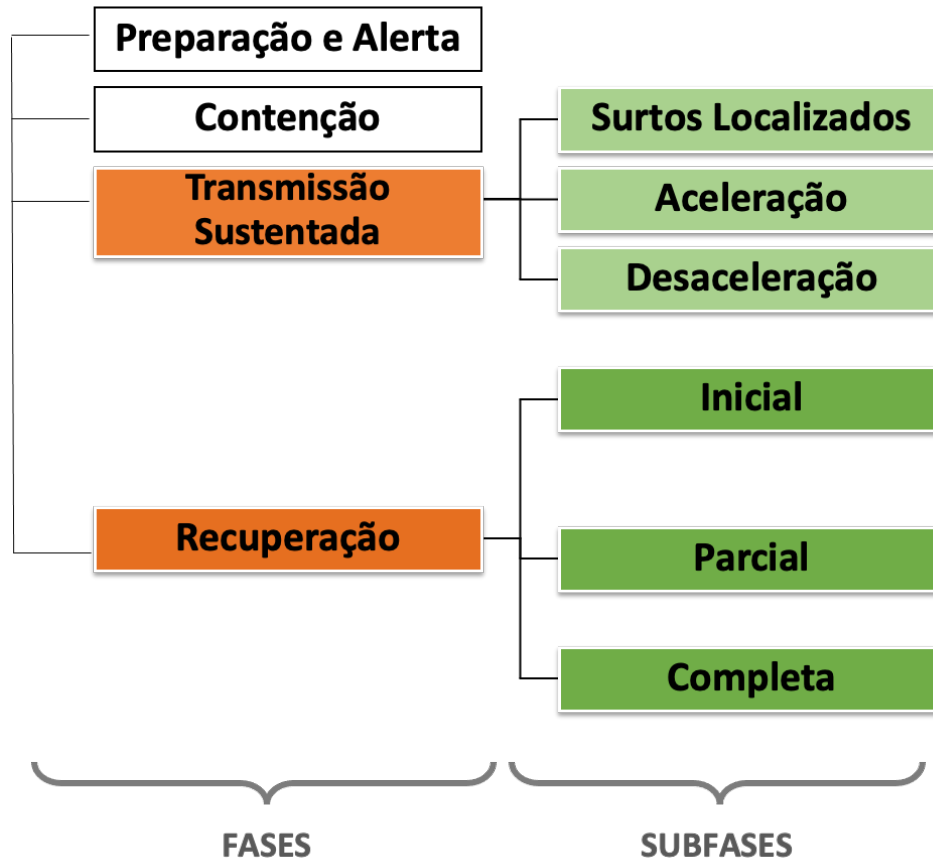 Preparação e Alerta
Contenção
Transmissão
Sustentada
Recuperação
Surtos Localizados
Aceleração
Desaceleração
Inicial
Parcial
Completa
FASES
SUBFASES